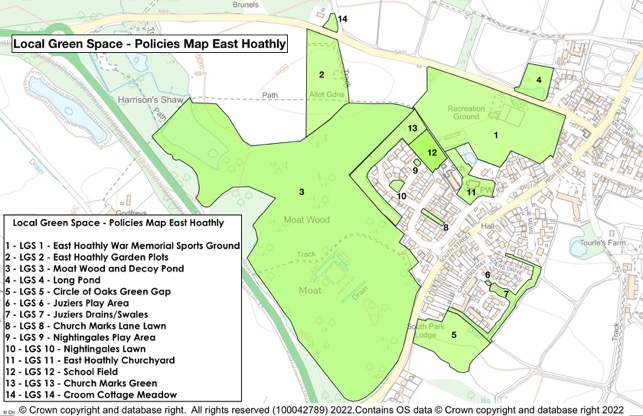 Brunels
14
Local Green Space - Policies Map East Hoathly
2
Track
Allot Gdns
4
Harrison's Shaw
Path
Path
Recreation
Ground
1
13
12
9
3
10
11
PW
Moat Wood
8
Hall
Godfreys
Tourle's Farm
Track
Moat
Drain
Drain
6
7
South Park
Lodge
5
Track
Local Green Space - Policies Map East Hoathly
1 - LGS 1 - East Hoathly War Memorial Sports Ground
2 - LGS 2 - East Hoathly Garden Plots
3 - LGS 3 - Moat Wood and Decoy Pond
4 - LGS 4 - Long Pond
5 - LGS 5 - Circle of Oaks Green Gap
6 - LGS 6 - Juziers Play Area
7 - LGS 7 - Juziers Drains/Swales
8 - LGS 8 - Church Marks Lane Lawn
9 - LGS 9 - Nightingales Play Area
10 - LGS 10 - Nightingales Lawn
11 - LGS 11 - East Hoathly Churchyard
12 - LGS 12 - School Field
13 - LGS 13 - Church Marks Green
14 - LGS 14 - Croom Cottage Meadow
© Crown copyright and database right. All rights reserved (100042789) 2022,Contains OS data © Crown copyright and database right 2022